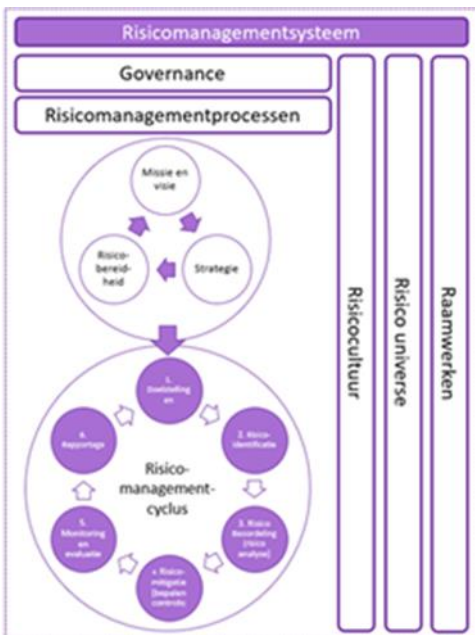 Risicomanagementsysteem
Governance
Risicomanagementprocessen
Missie en
visie
Risico-
bereid-
heid
Strategie
1.
Doelstelling
en
2. Risico-
identificatie
3. Risico
Beoordeling
(risico
analyse)
4. Risico-
mitigatie
(bepalen
controls)
5.
Monitoring
en
evaluatie
6.
Rapportage
Risico-
management-
cyclus
Risicocultuur
Risico universe
Raamwerken